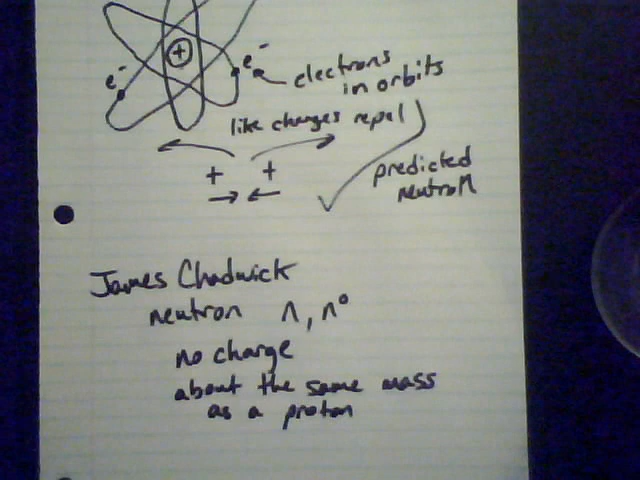 +
e⁻
e⁻
electrons
in orbits
like charges repel
+ +
predicted
neutron
James Chadwick
neutron n, n⁰
no charge
about the same mass
as a proton